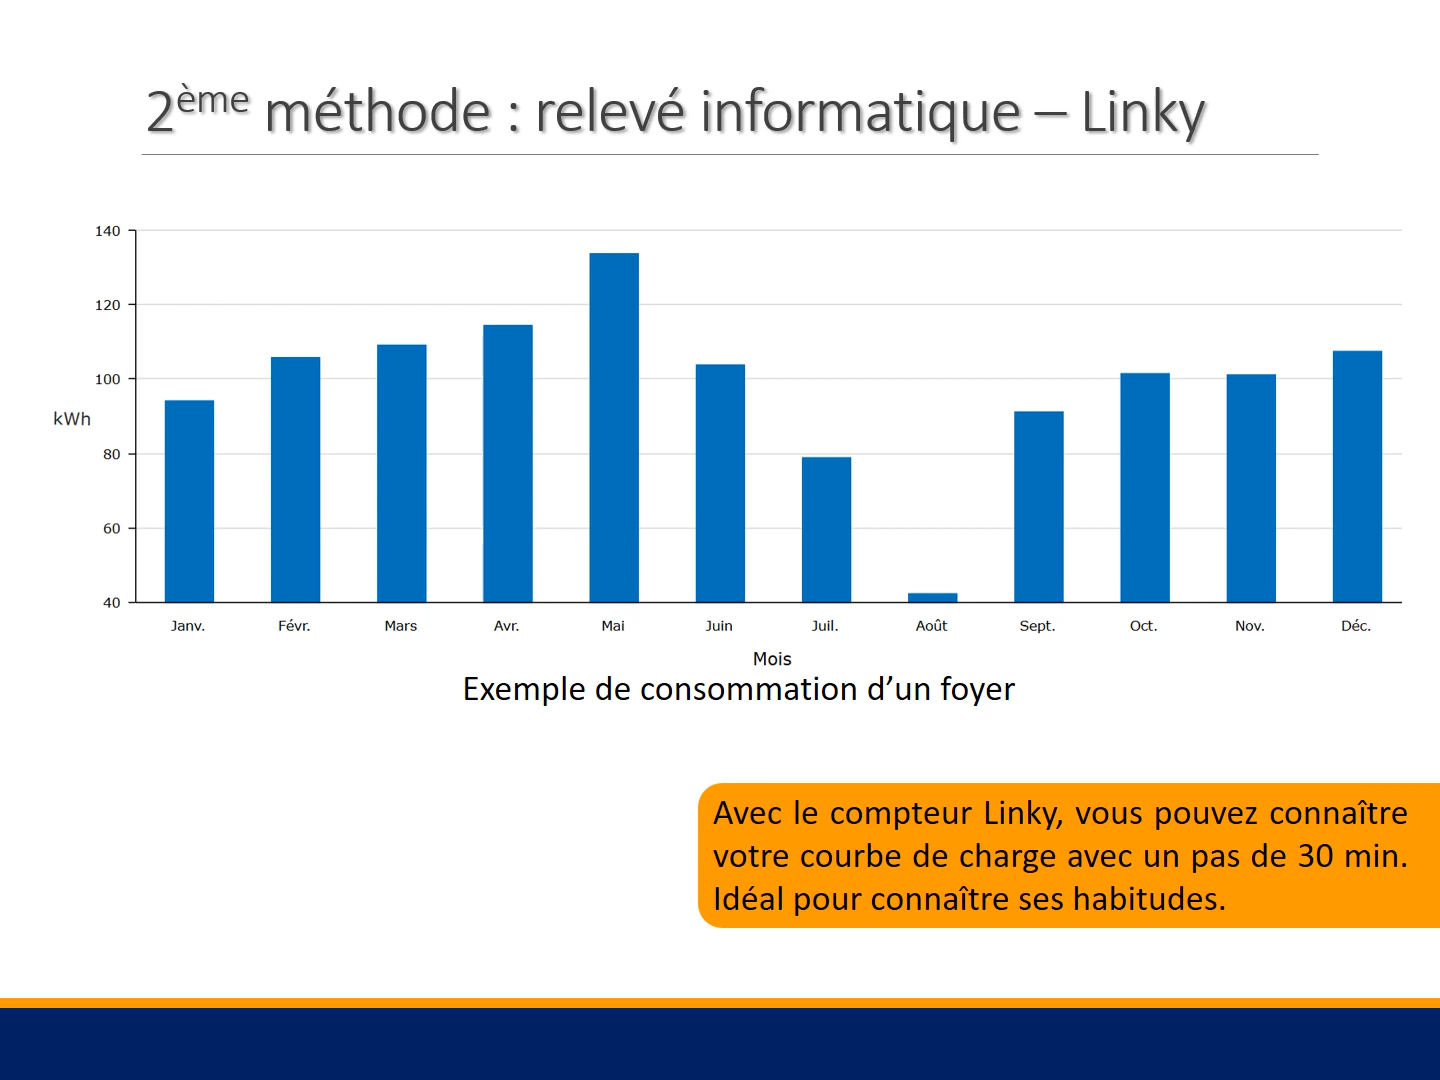 2ème méthode : relevé informatique – Linky
140
120
100
kWh
80
60
40
Janv. Févr. Mars Avr. Mai Juin Juil. Août Sept. Oct. Nov. Déc.
Mois
Exemple de consommation d’un foyer
Avec le compteur Linky, vous pouvez connaître
votre courbe de charge avec un pas de 30 min.
Idéal pour connaître ses habitudes.